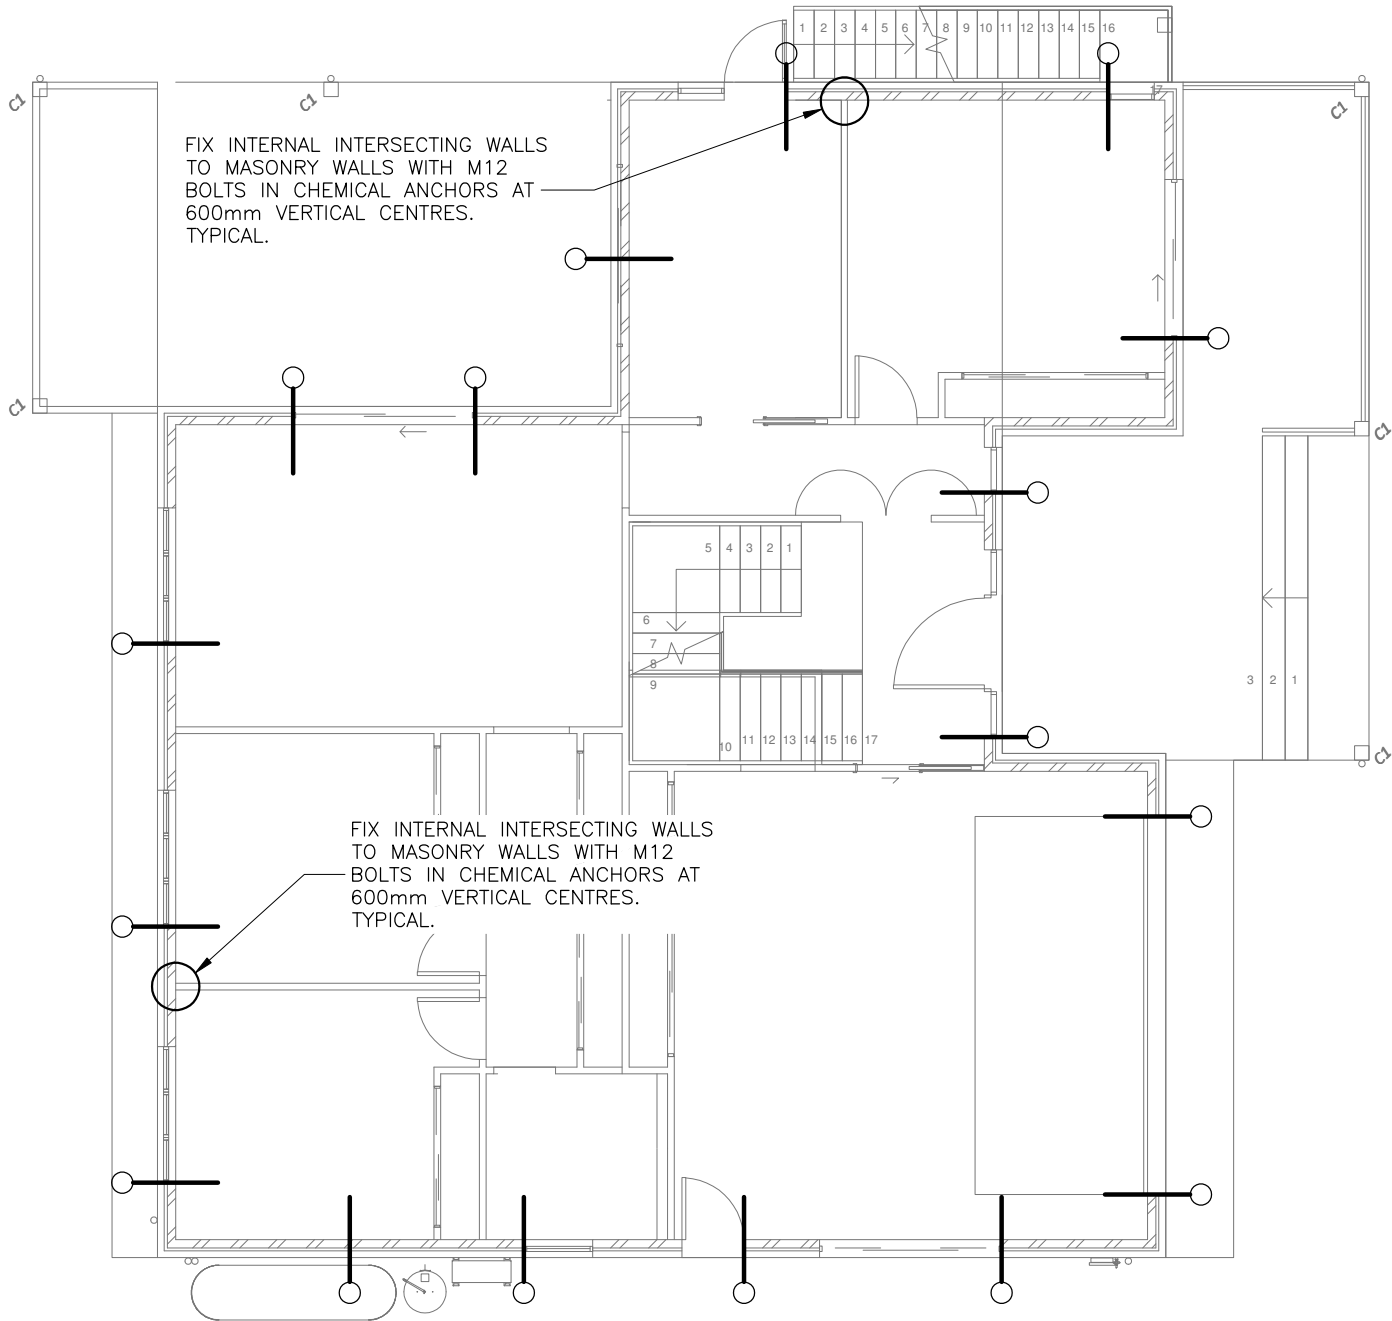 1 2 3 4 5 6 7 8 9 10 11 12 13 14 15 16
17
C1
C1
C1
FIX INTERNAL INTERSECTING WALLS
TO MASONRY WALLS WITH M12
BOLTS IN CHEMICAL ANCHORS AT
600mm VERTICAL CENTRES.
TYPICAL.
C1
C1
5 4 3 2 1
6
7
8
9
3 2 1
10 11 12 13 14 15 16 17
C1
FIX INTERNAL INTERSECTING WALLS
TO MASONRY WALLS WITH M12
BOLTS IN CHEMICAL ANCHORS AT
600mm VERTICAL CENTRES.
TYPICAL.